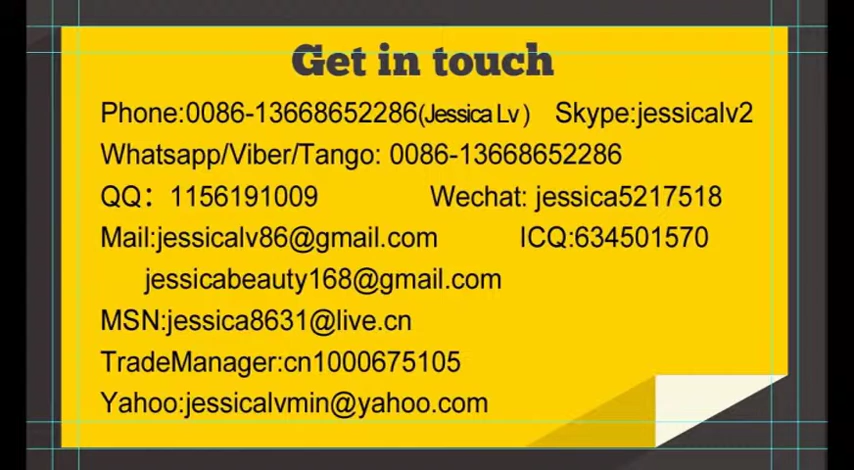 Get in touch
Phone:0086-13668652286(Jessica Lv) Skype:jessicalv2
Whatsapp/Viber/Tango: 0086-13668652286
QQ：1156191009 Wechat: jessica5217518
Mail:jessicalv86@gmail.com ICQ:634501570
jessicabeauty168@gmail.com
MSN:jessica8631@live.cn
TradeManager:cn1000675105
Yahoo:jessicalvmin@yahoo.com